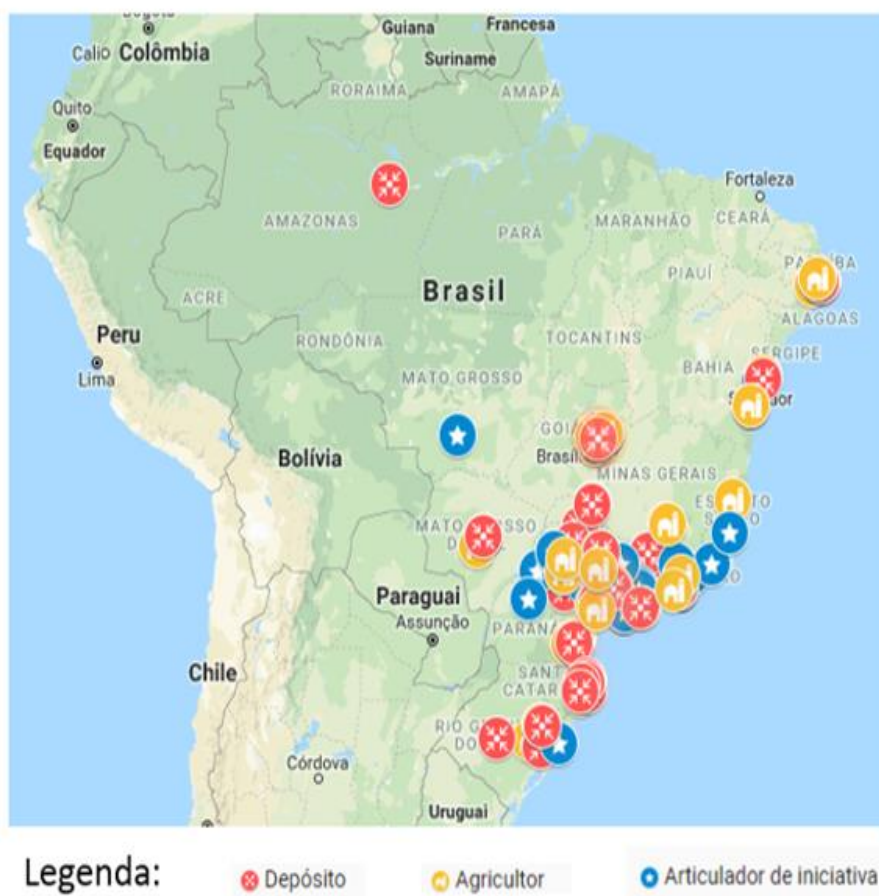 Guiana
Francesa
Calio Colômbia
Suriname
RORAIMA
AMAPÁ
Quito
Equador
Fortaleza
AMAZONAS
PARÁ
MARANHÃO
CEARÁ
PIAUÍ
Brasil
ACRE
ALAGOAS
Peru
RONDÔNIA
TOCANTINS
SERGIPE
Lima
MATO GROSSO
BAHIA
Bolívia
MINAS GERAIS
Paraguai
Assunção
Chile
Córdova
Uruguai
Legenda:
Depósito
Agricultor
Articulador de iniciativa